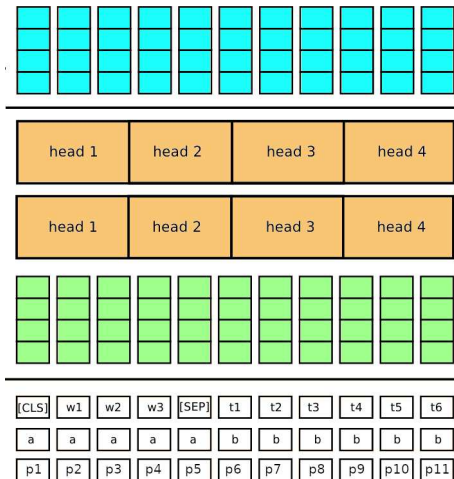 head 1 head 2 head 3 head 4
head 1 head 2 head 3 head 4
[CLS] w1 w2 w3 [SEP] t1 t2 t3 t4 t5 t6
a a a a a b b b b b b
p1 p2 p3 p4 p5 p6 p7 p8 p9 p10 p11